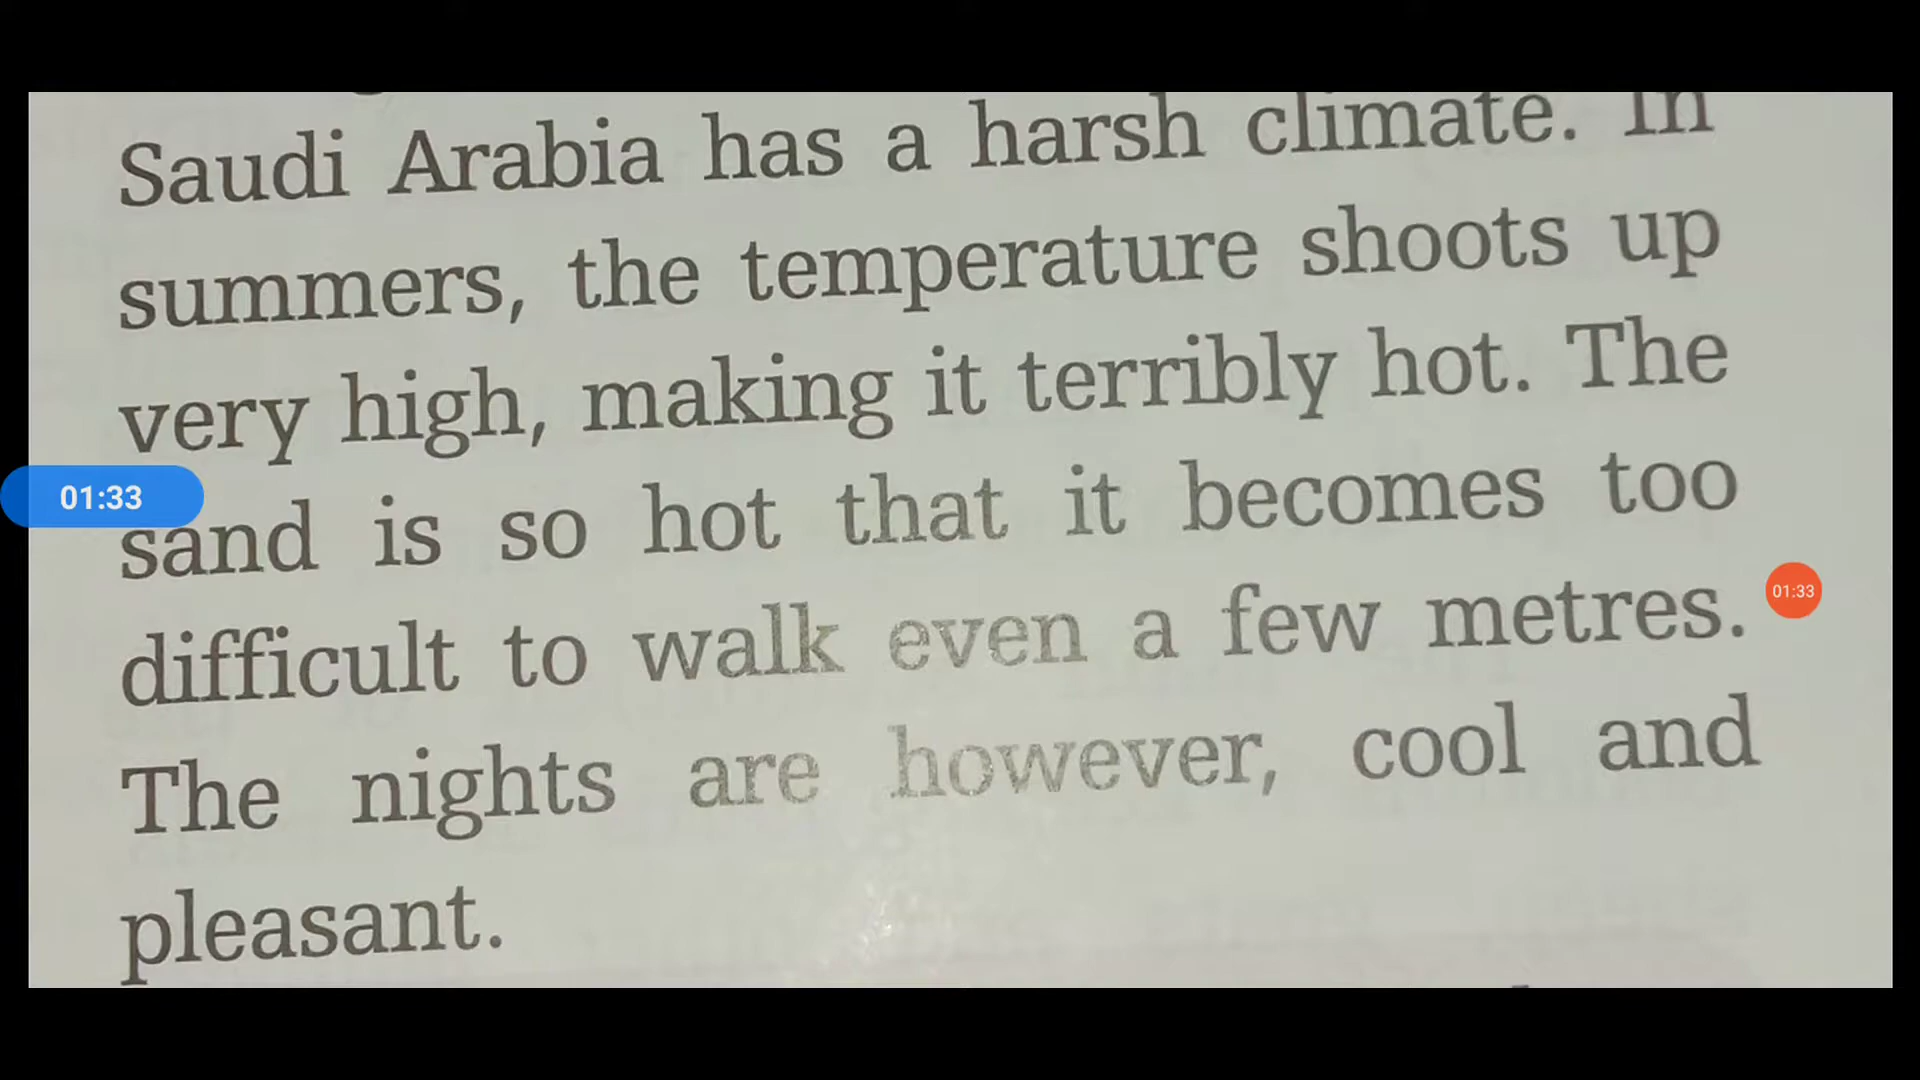 Saudi Arabia has a harsh climate. In
summers, the temperature shoots up
very high, making it terribly hot. The
01:33
sand is so hot that it becomes too
01:33
difficult to walk even a few metres.
The nights are however, cool and
pleasant.